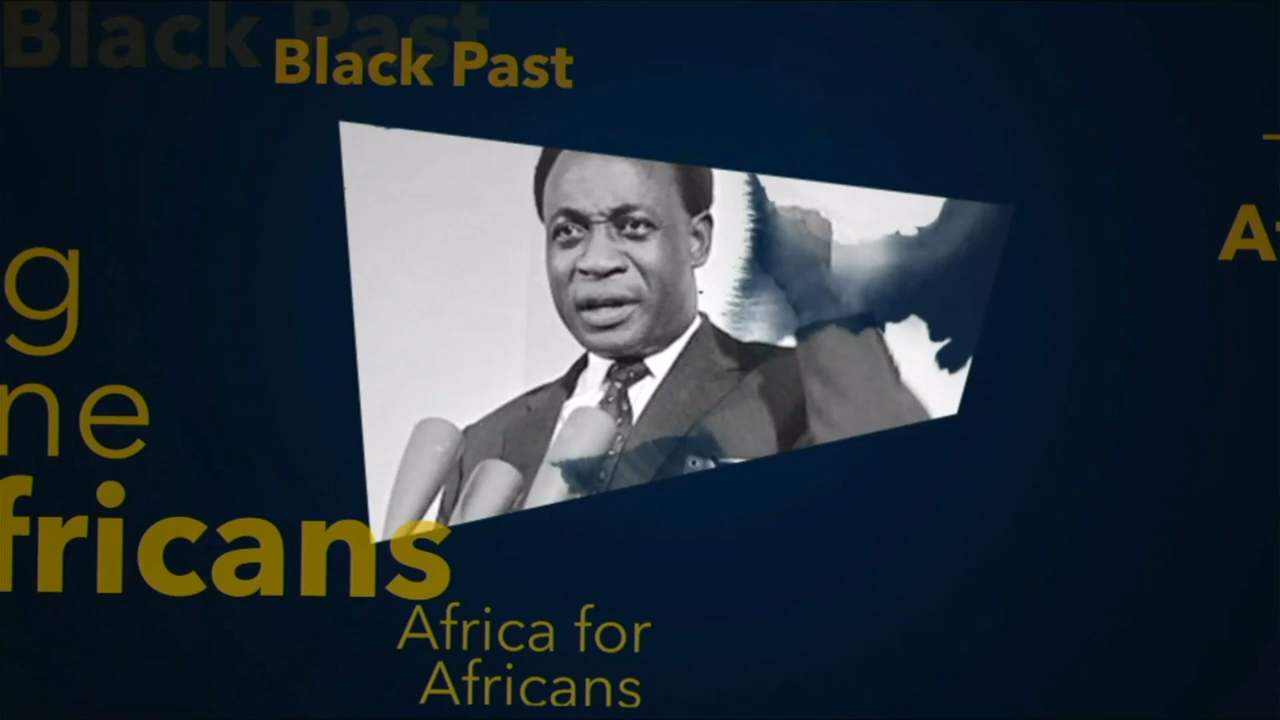 Black Past
Black Past
g
ne
fricans
Africa for
Africans